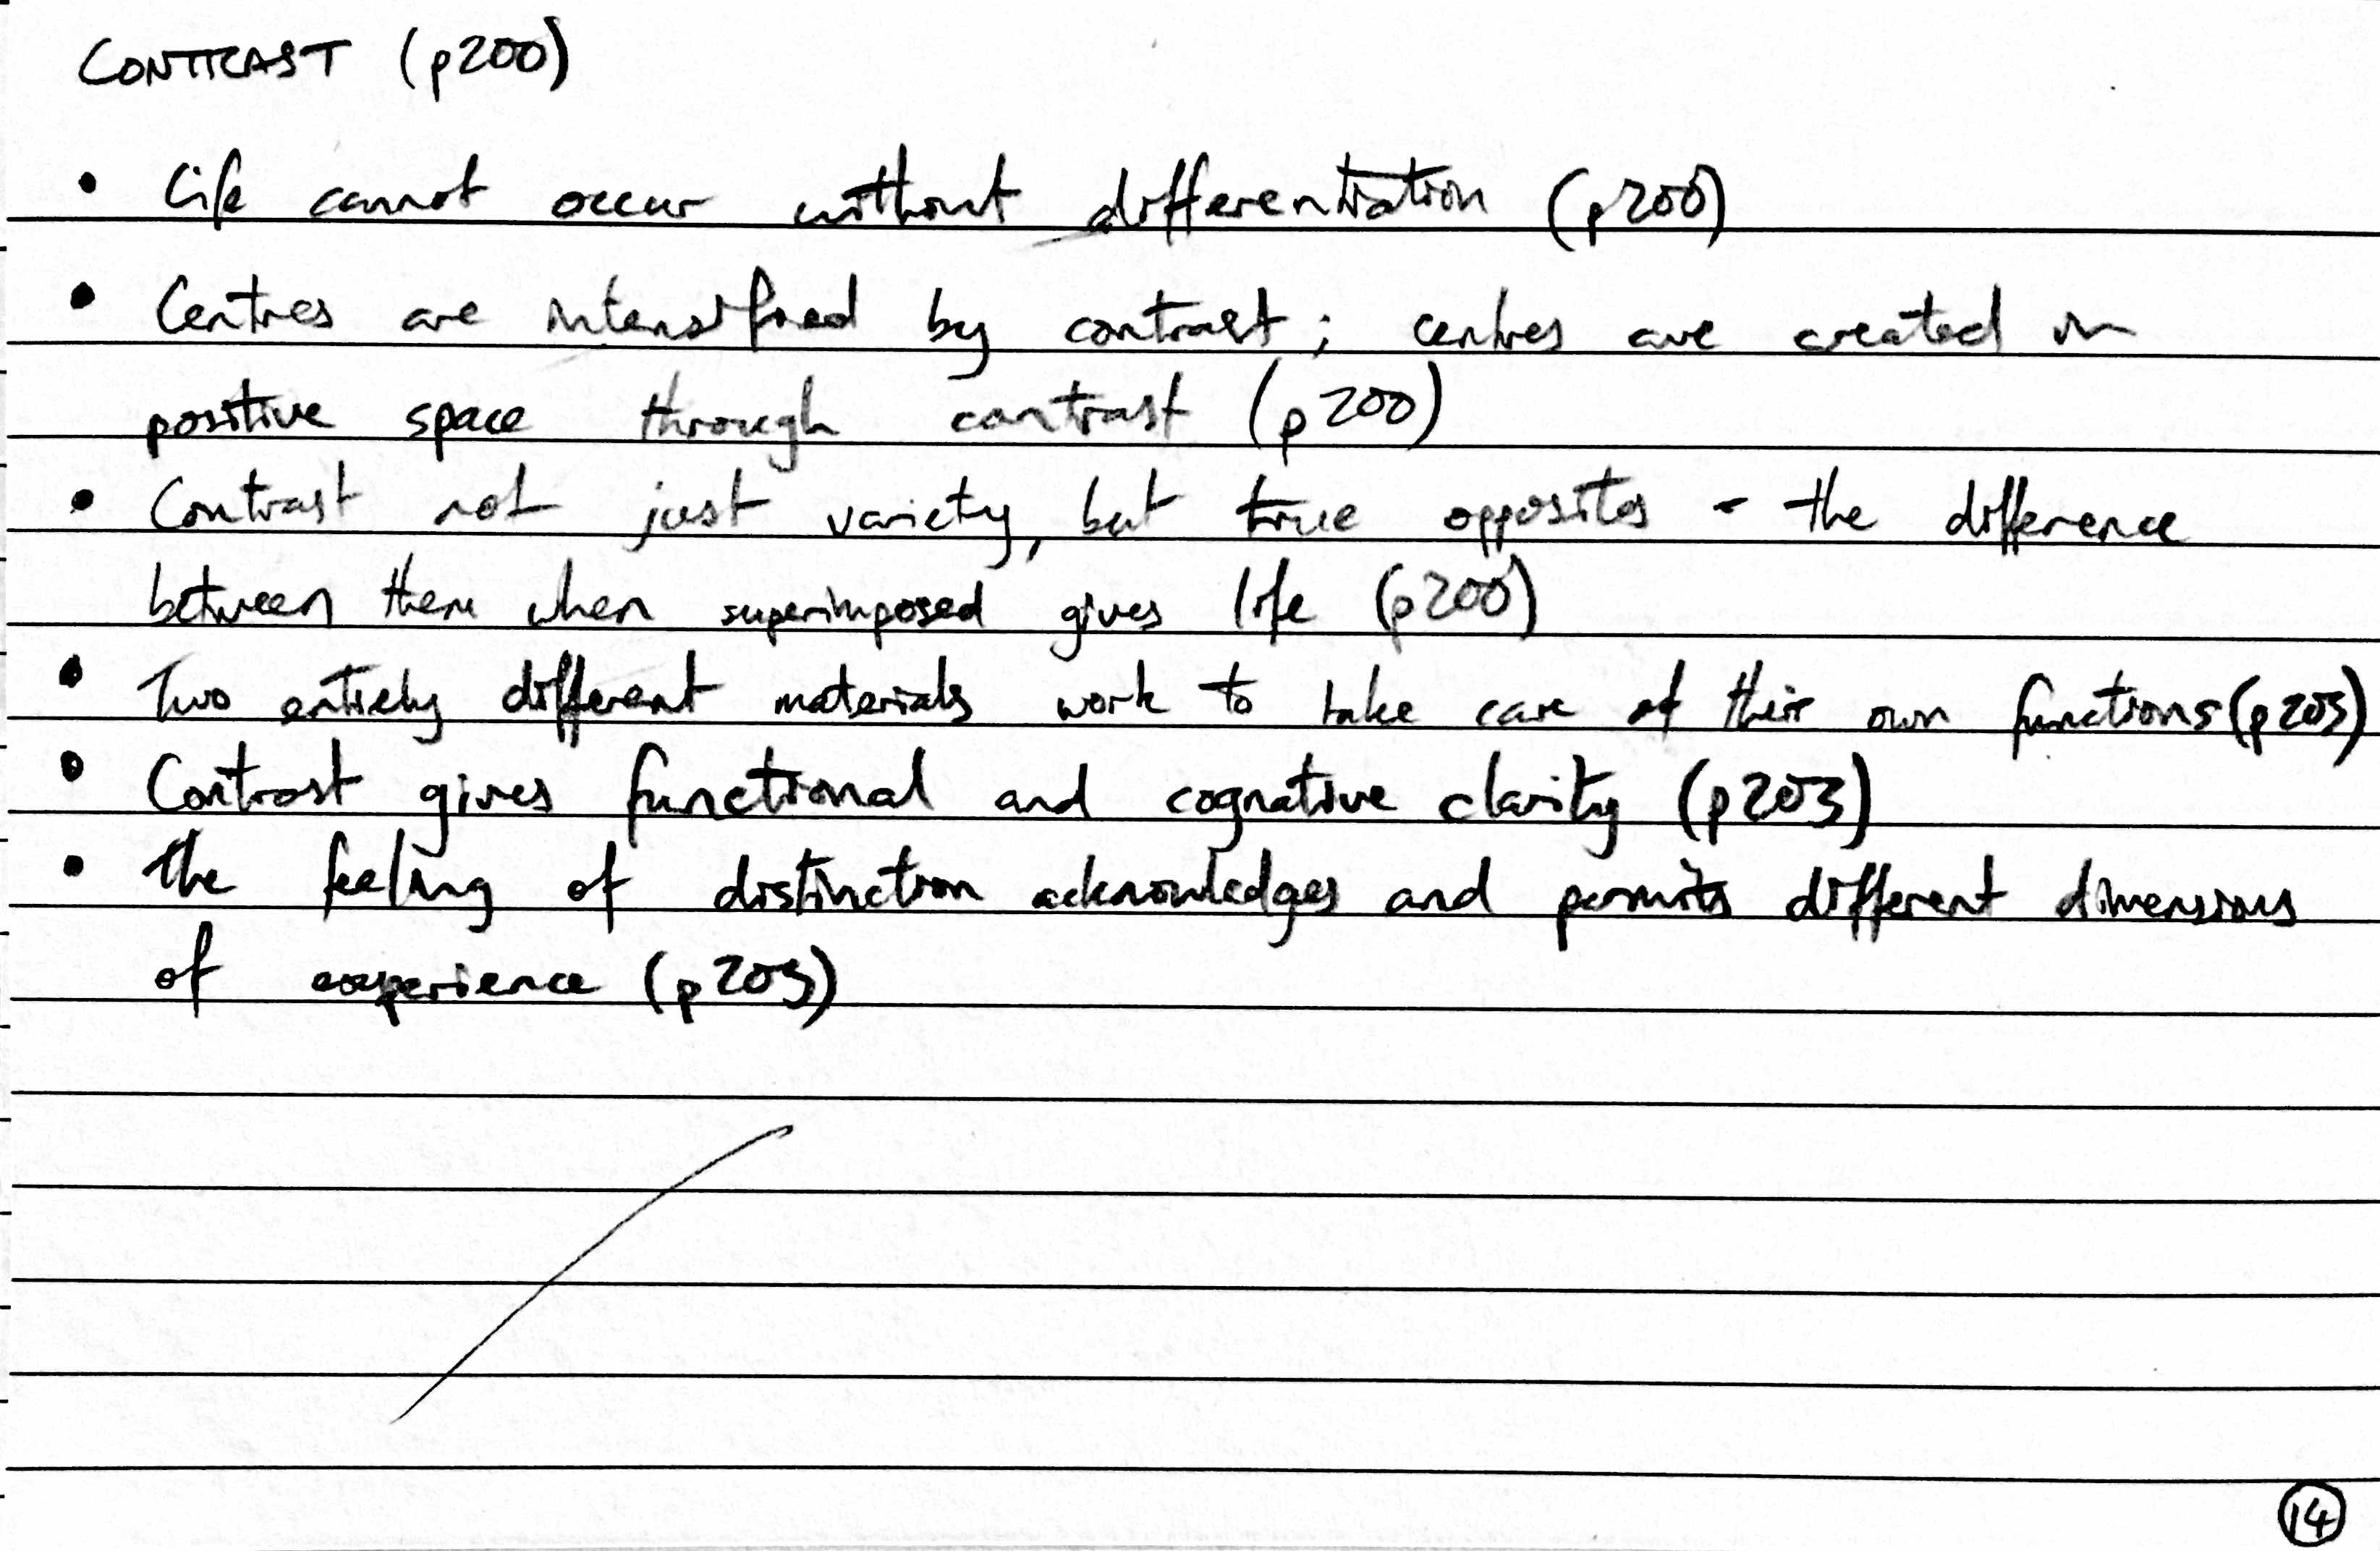 CONTRAST (p200)
• Life cannot occur without differentiation (p200)
• Centres are intensified by contrast; centres are created in
positive space through contrast (p200)
• Contrast not just variety, but true opposites - the difference
between them when superimposed gives life (p200)
• Two entirely different materials work to take care of their own functions (p203)
• Contrast gives functional and cognative clarity (p203)
• The feeling of distinction acknowledges and permits different dimensions
of experience (p203)
14